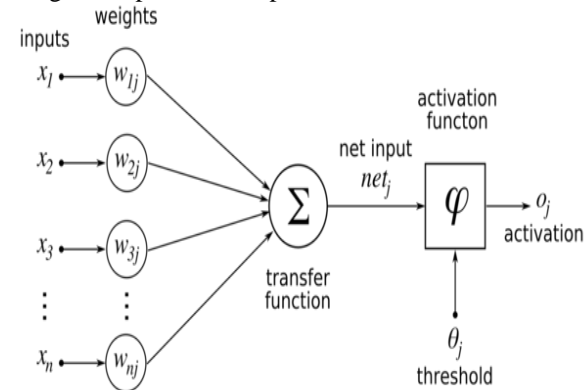 weights
inputs
x1
w1j
x2
w2j
x3
w3j
xn
wnj
Σ
transfer
function
net input
netj
activation
functon
φ
oj
activation
θj
threshold